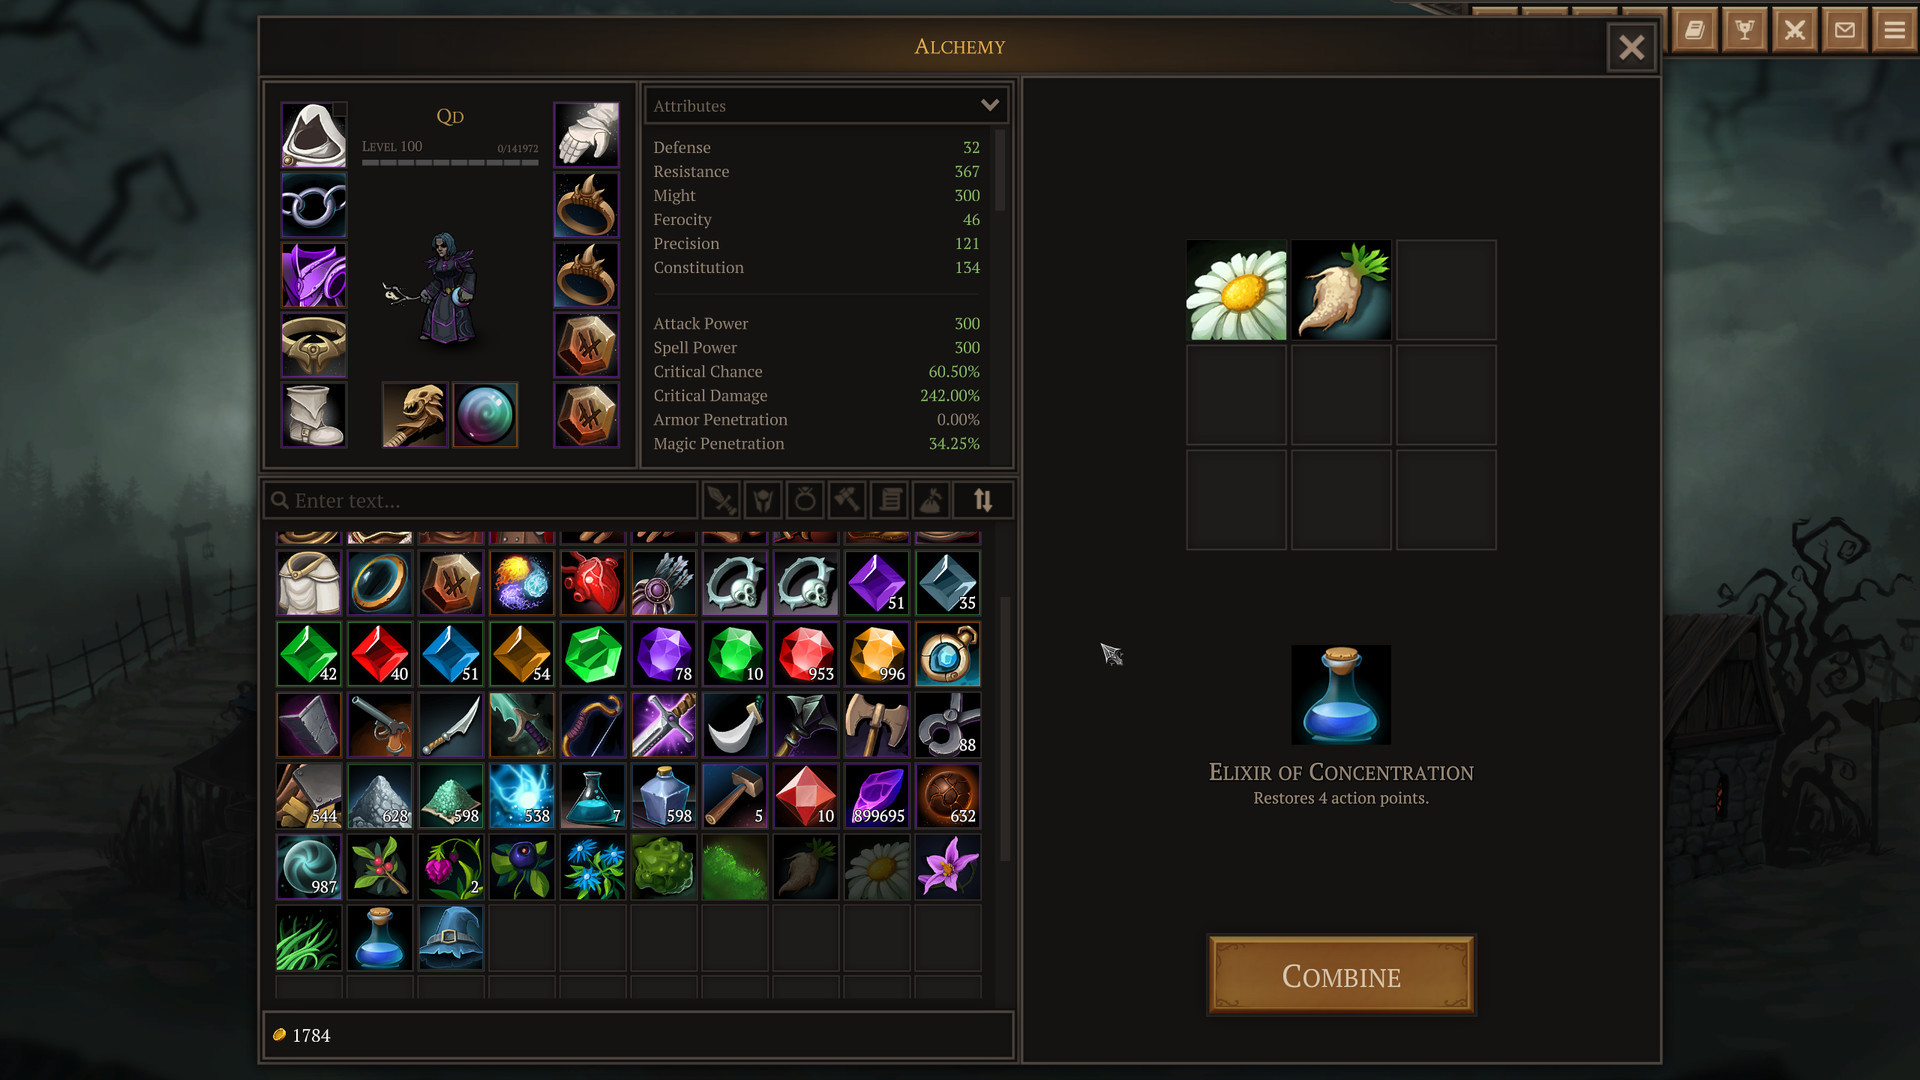 Alchemy
Qd
Level 100
0/141972
Attributes
Defense 32
Resistance 367
Might 300
Ferocity 46
Precision 121
Constitution 134
Attack Power 300
Spell Power 300
Critical Chance 60.50%
Critical Damage 242.00%
Armor Penetration 0.00%
Magic Penetration 34.25%
Enter text...
51 35
42 40 51 54 78 10 953 996
88
544 628 598 538 7 598 5 10 899695 632
987 2
1784
Elixir of Concentration
Restores 4 action points.
Combine